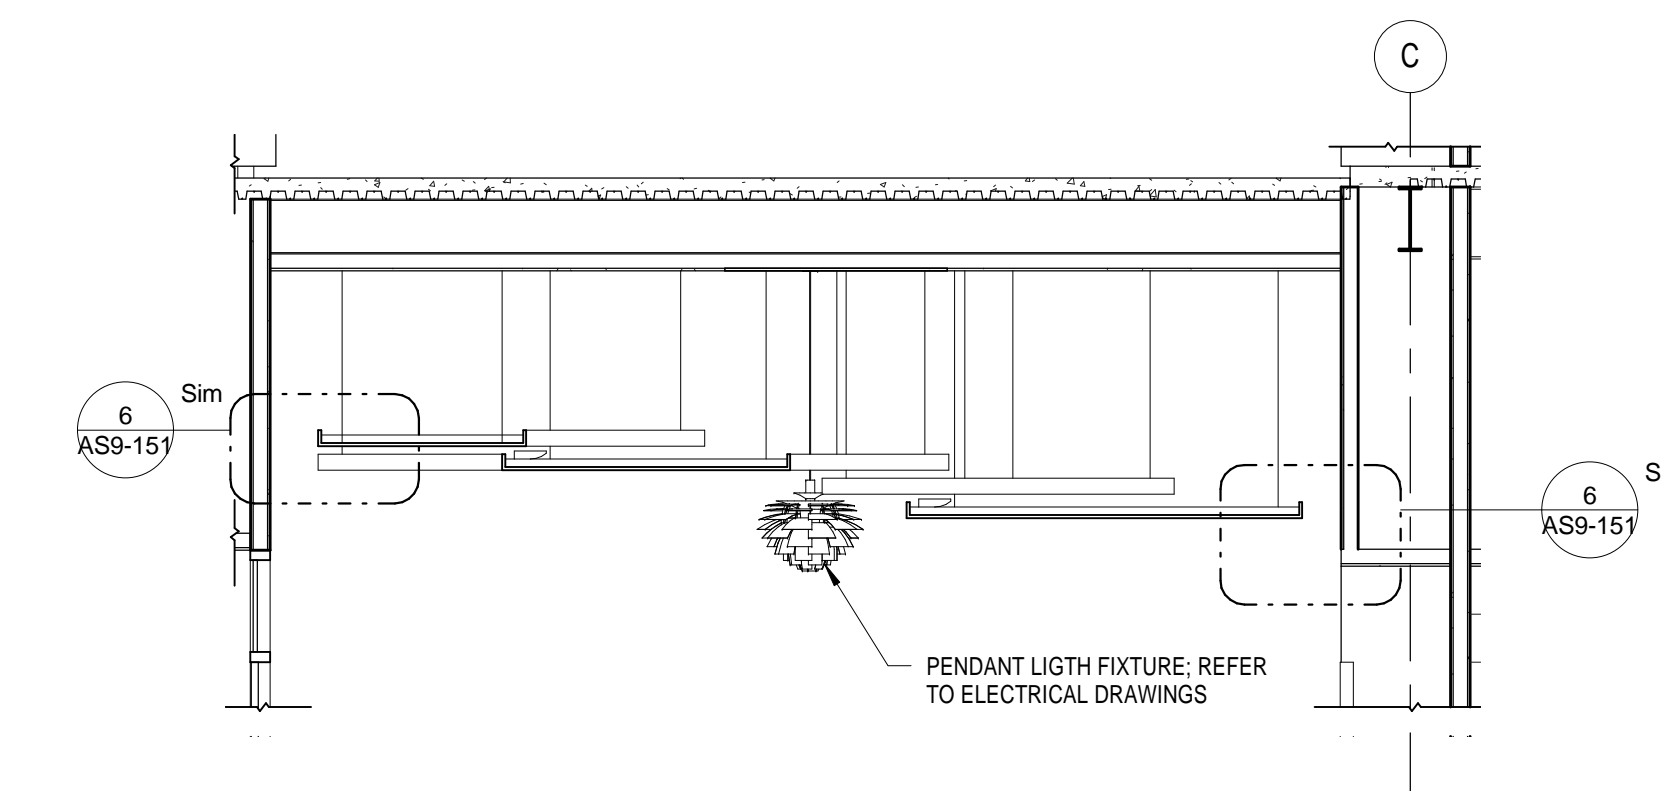 C
Sim
6
AS9-151
S
6
AS9-151
PENDANT LIGTH FIXTURE; REFER
TO ELECTRICAL DRAWINGS